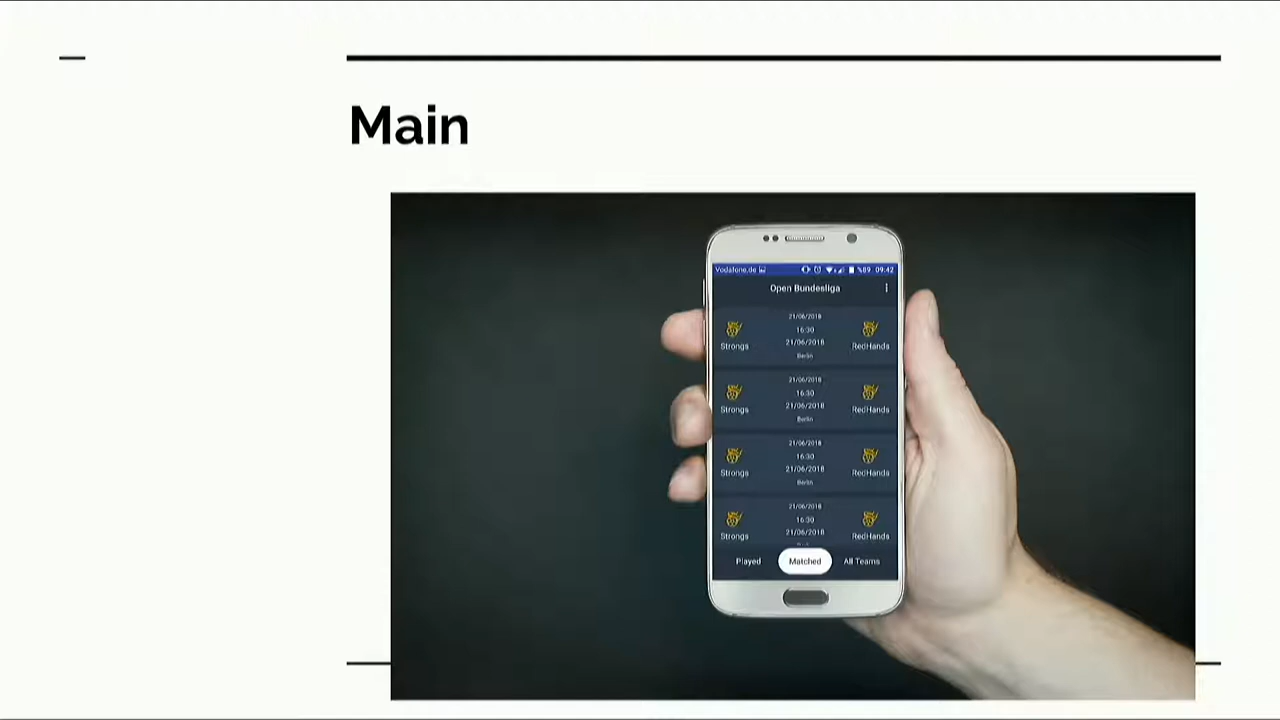 Main
Vodafone.de %89 09:42
Open Bundesliga
21/06/2018
16:30
Strongs 21/06/2018 RedHands
Berlin
21/06/2018
16:30
Strongs 21/06/2018 RedHands
Berlin
21/06/2018
16:30
Strongs 21/06/2018 RedHands
Berlin
21/06/2018
16:30
Strongs 21/06/2018 RedHands
Played Matched All Teams